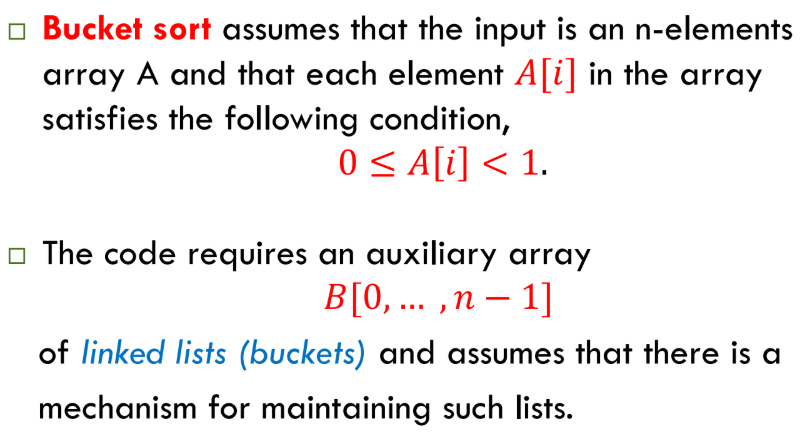 □ Bucket sort assumes that the input is an n-elements
array A and that each element A[i] in the array
satisfies the following condition,
0 ≤ A[i] < 1.
□ The code requires an auxiliary array
B[0, … , n − 1]
of linked lists (buckets) and assumes that there is a
mechanism for maintaining such lists.